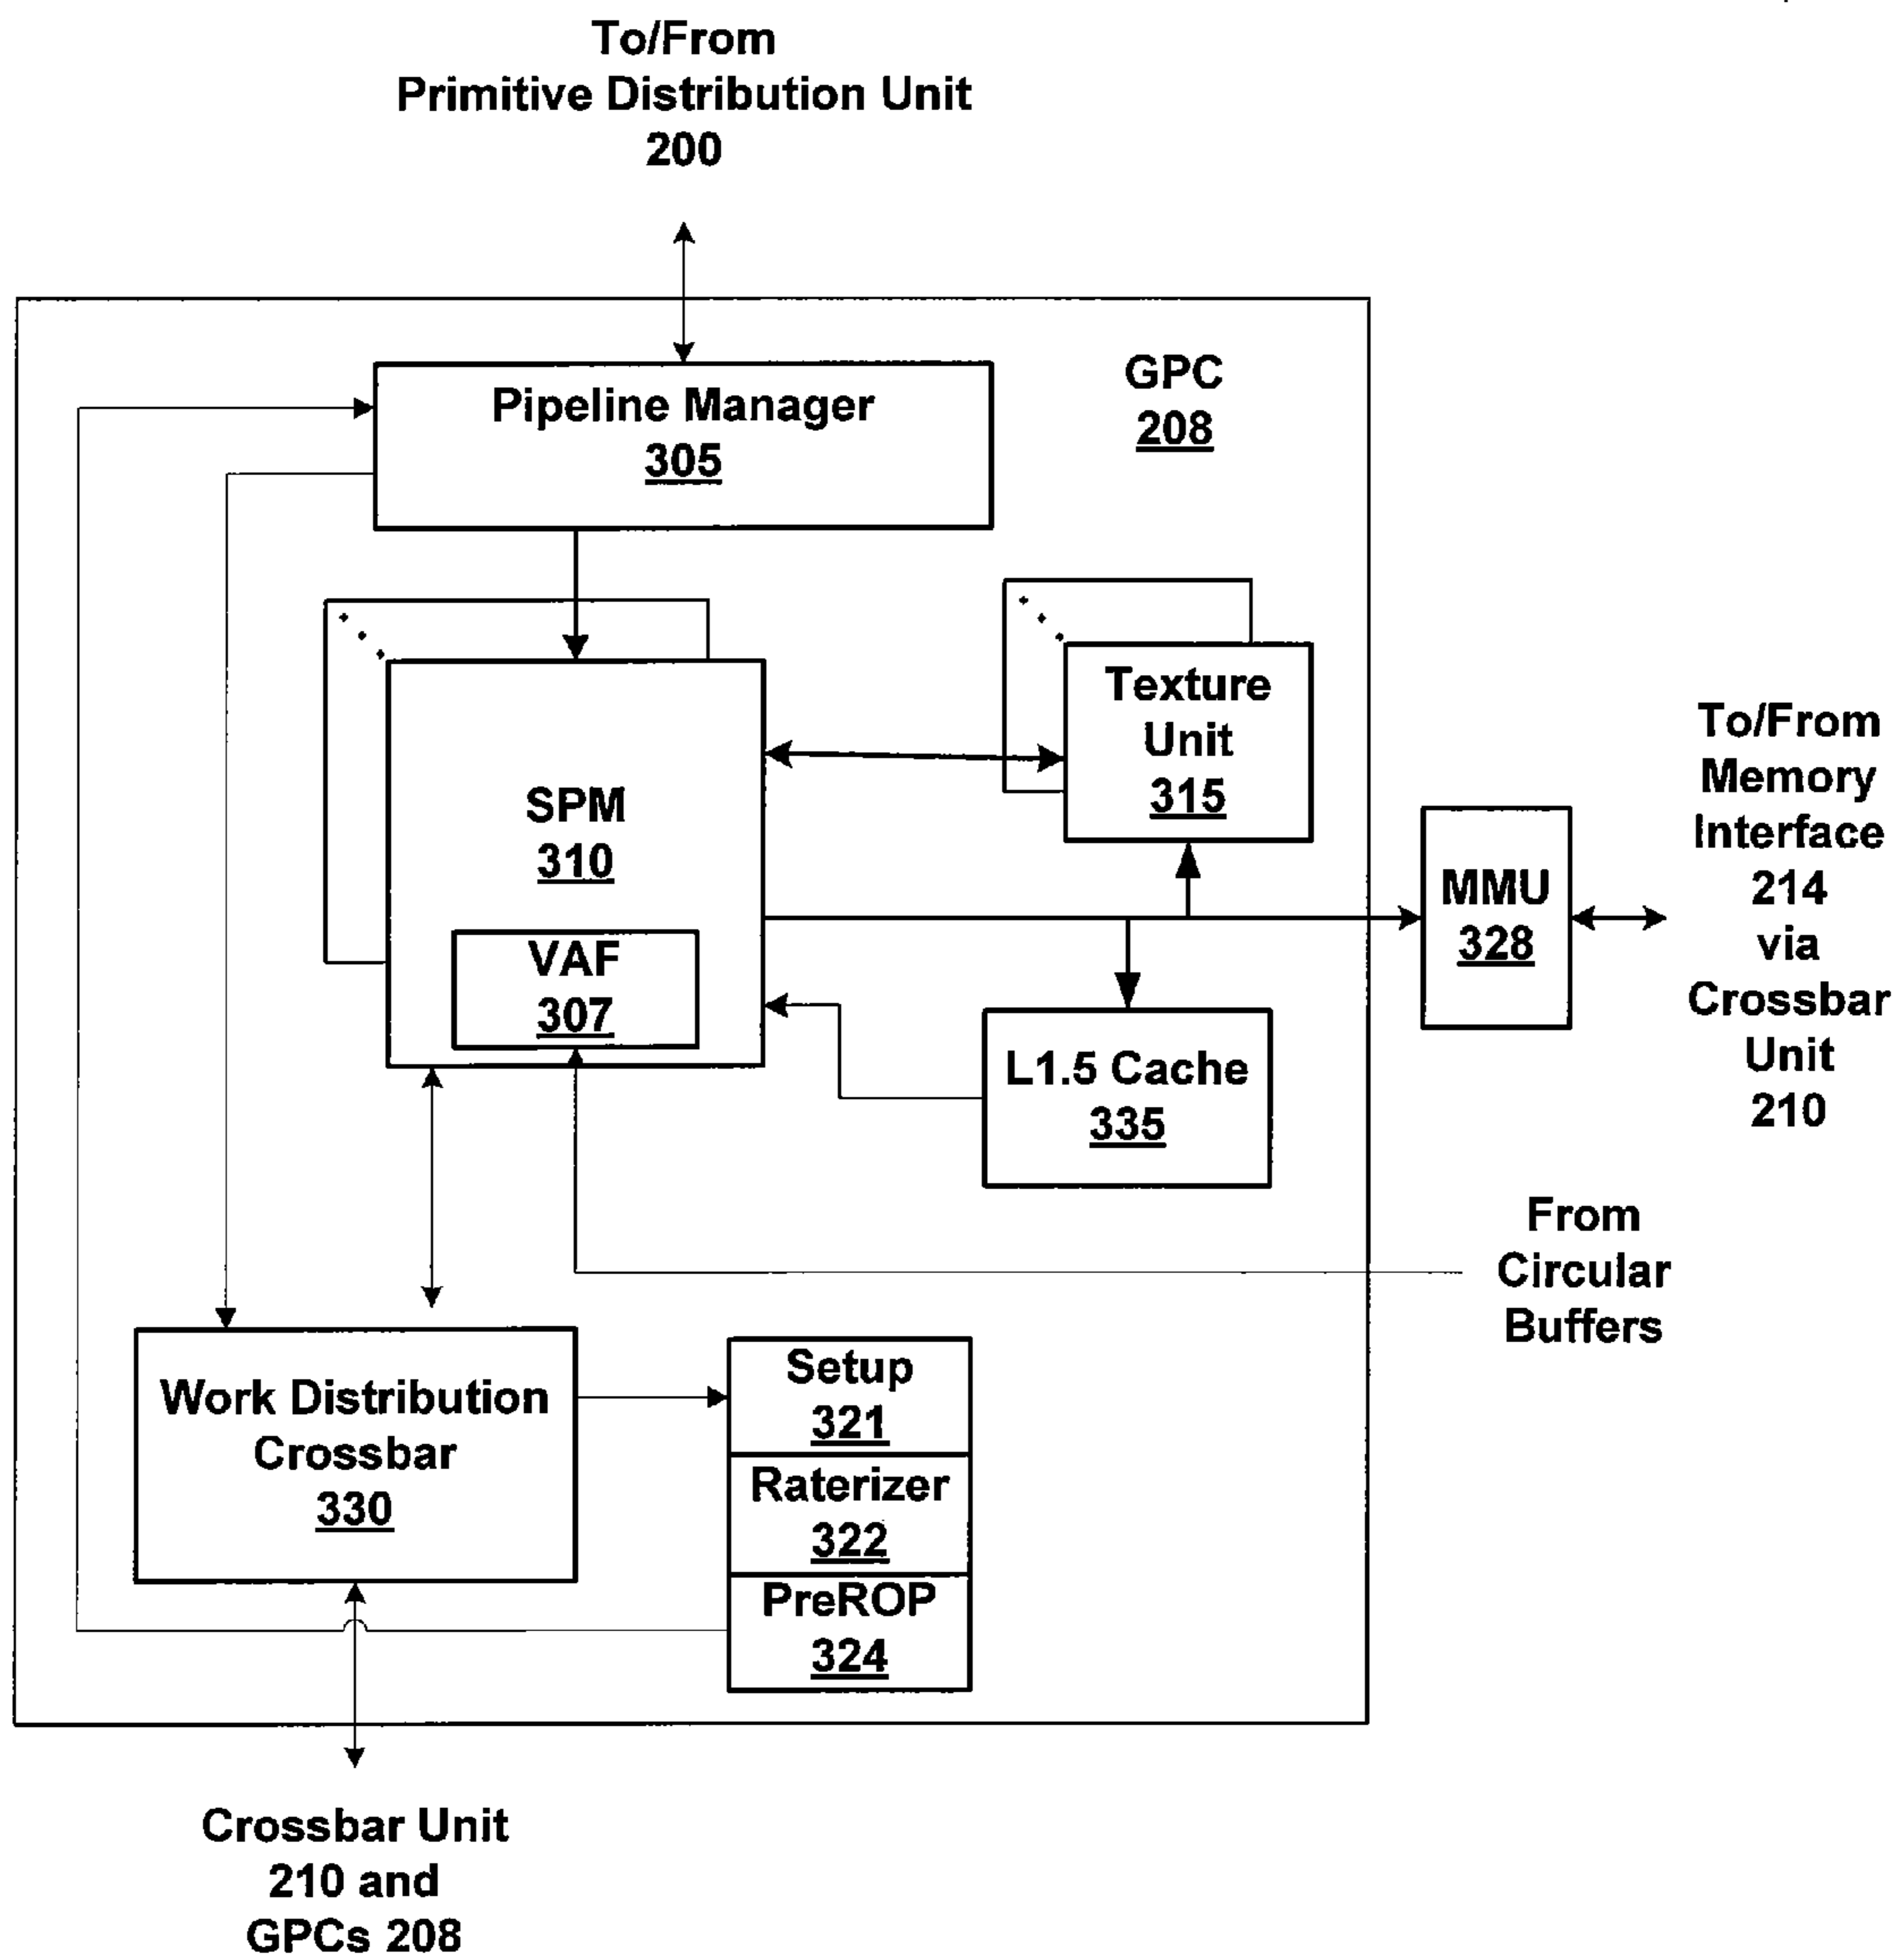 To/From
Primitive Distribution Unit
200
Pipeline Manager
305
GPC
208
SPM
310
VAF
307
Texture
Unit
315
MMU
328
To/From
Memory
Interface
214
via
Crossbar
Unit
210
L1.5 Cache
335
From
Circular
Buffers
Work Distribution
Crossbar
330
Setup
321
Raterizer
322
PreROP
324
Crossbar Unit
210 and
GPCs 208